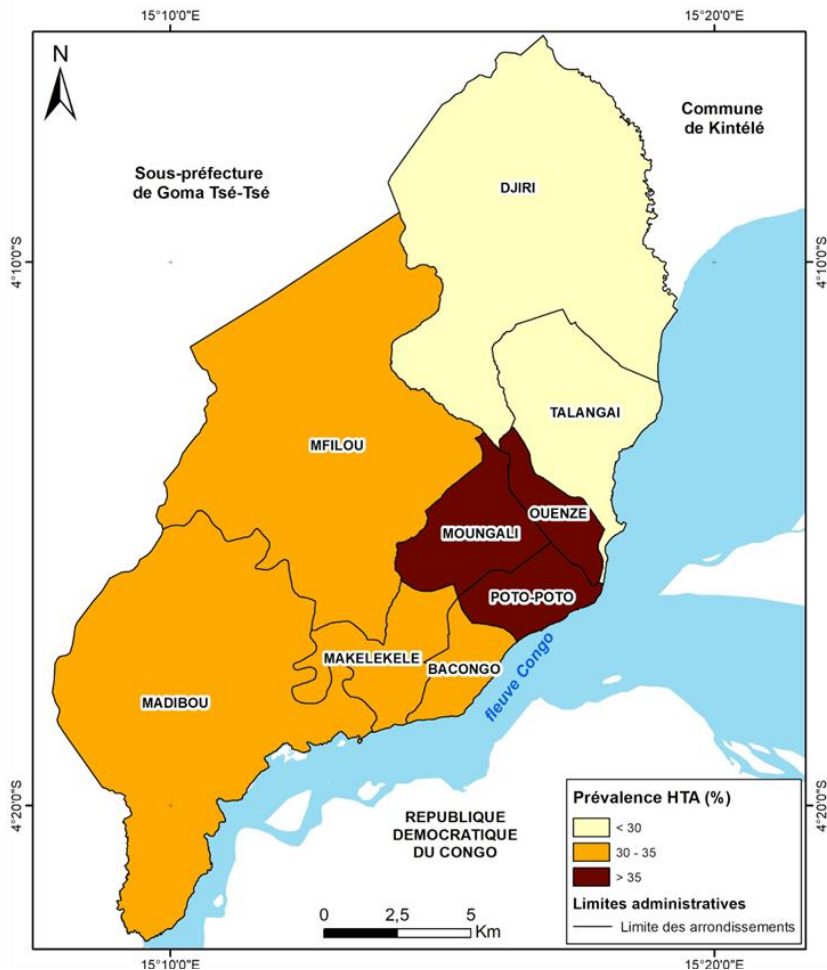 15°10'0"E
15°20'0"E
N
Commune
de Kintélé
Sous-préfecture
de Goma Tsé-Tsé
DJIRI
4°10'0"S
4°10'0"S
TALANGAI
MFILOU
OUENZE
MOUNGALI
POTO-POTO
MAKELEKELE
BACONGO
MADIBOU
fleuve Congo
4°20'0"S
4°20'0"S
REPUBLIQUE
DEMOCRATIQUE
DU CONGO
Prévalence HTA (%)
< 30
30 - 35
> 35
Limites administratives
Limite des arrondissements
0 2,5 5
Km
15°10'0"E
15°20'0"E